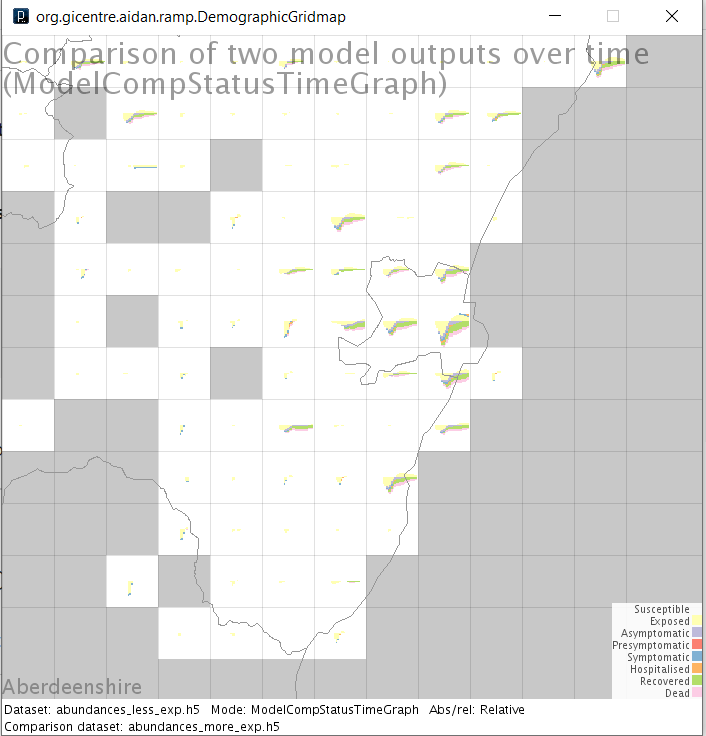 org.gicentre.aidan.ramp.DemographicGridmap
Comparison of two model outputs over time
(ModelCompStatusTimeGraph)
Susceptible
Exposed
Asymptomatic
Presymptomatic
Symptomatic
Hospitalised
Recovered
Dead
Aberdeenshire
Dataset: abundances_less_exp.h5 Mode: ModelCompStatusTimeGraph Abs/rel: Relative
Comparison dataset: abundances_more_exp.h5